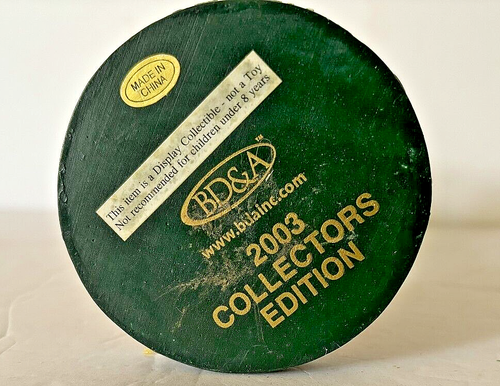 MADE IN
CHINA
This item is a Display Collectible - not a Toy
Not recommended for children under 8 years
BD&A™
www.bdainc.com
2003
COLLECTORS
EDITION